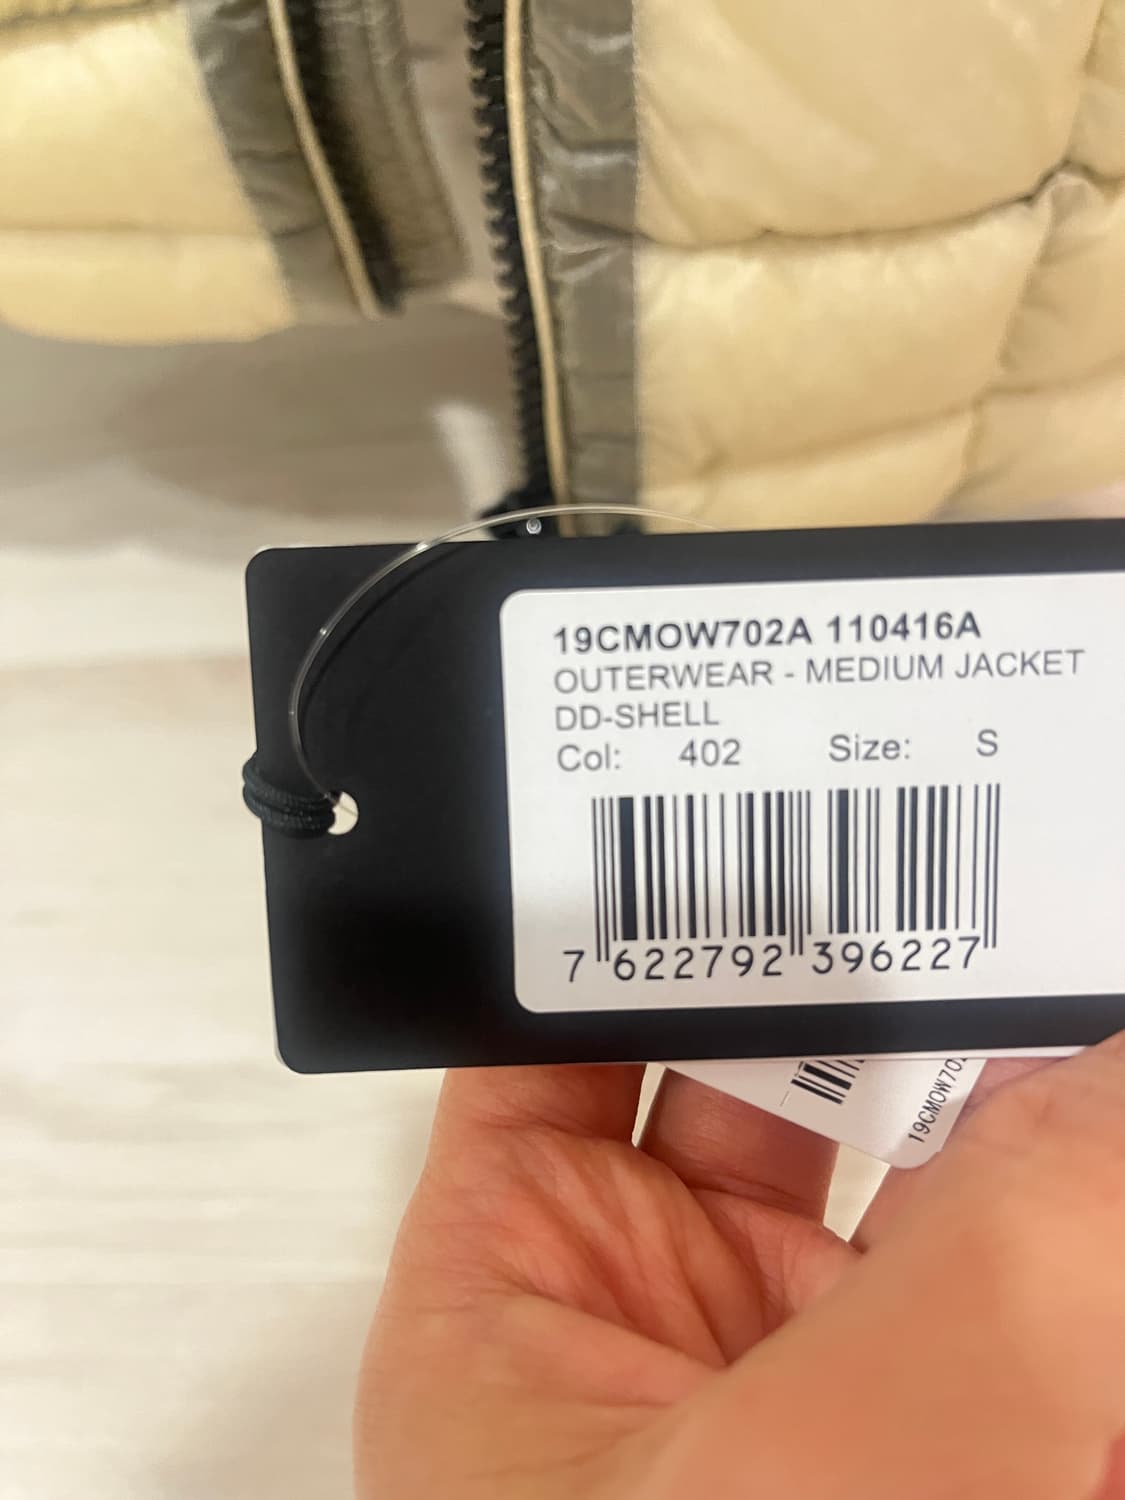 19CMOW702A 110416A
OUTERWEAR - MEDIUM JACKET
DD-SHELL
Col: 402 Size: S
7 622792 396227
19CMOW702